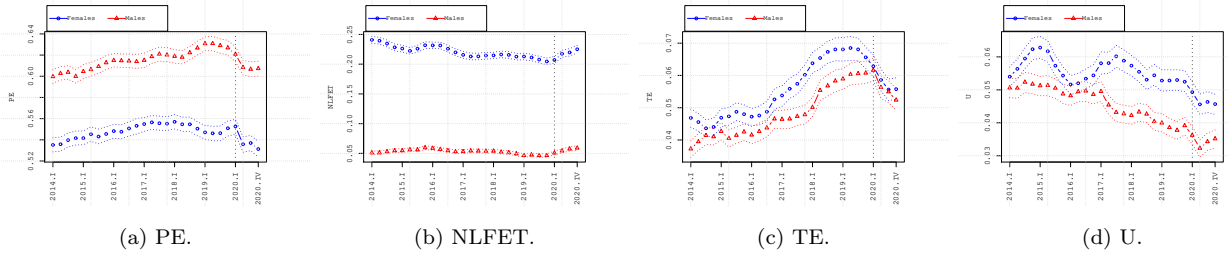 Females Males
PE
0.52 0.56 0.60 0.64
2014.I 2015.I 2016.I 2017.I 2018.I 2019.I 2020.I 2020.IV
(a) PE.
Females Males
NLFET
0.05 0.10 0.15 0.20 0.25
2014.I 2015.I 2016.I 2017.I 2018.I 2019.I 2020.I 2020.IV
(b) NLFET.
Females Males
TE
0.04 0.05 0.06 0.07
2014.I 2015.I 2016.I 2017.I 2018.I 2019.I 2020.I 2020.IV
(c) TE.
Females Males
U
0.03 0.04 0.05 0.06
2014.I 2015.I 2016.I 2017.I 2018.I 2019.I 2020.I 2020.IV
(d) U.